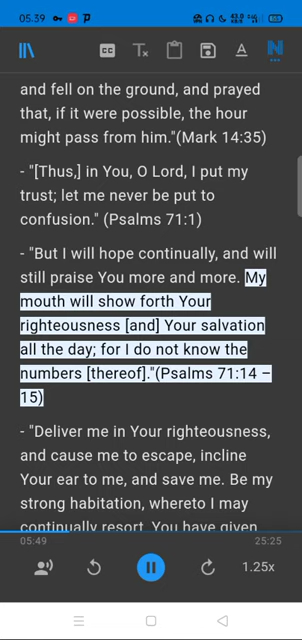 05.39
CC
and fell on the ground, and prayed
that, if it were possible, the hour
might pass from him."(Mark 14:35)
- "[Thus,] in You, O Lord, I put my
trust; let me never be put to
confusion." (Psalms 71:1)
- "But I will hope continually, and will
still praise You more and more. My
mouth will show forth Your
righteousness [and] Your salvation
all the day; for I do not know the
numbers [thereof]."(Psalms 71:14 –
15)
- "Deliver me in Your righteousness,
and cause me to escape, incline
Your ear to me, and save me. Be my
strong habitation, whereto I may
continually resort. You have given
05:49
25:25
1.25x